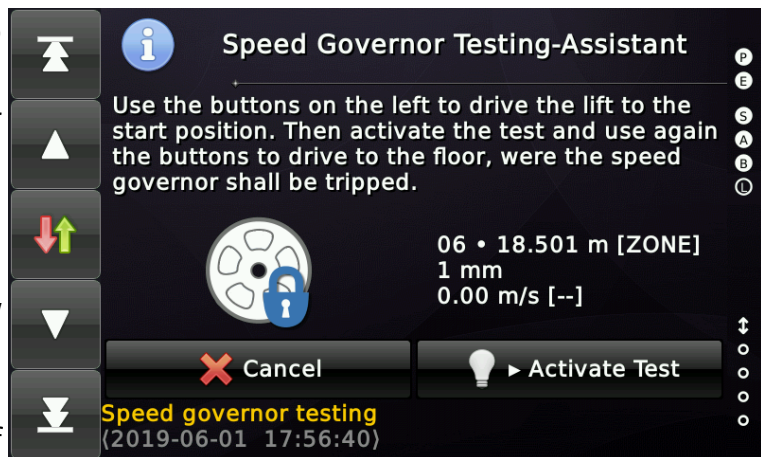 Speed Governor Testing-Assistant
Use the buttons on the left to drive the lift to the
start position. Then activate the test and use again
the buttons to drive to the floor, were the speed
governor shall be tripped.
06 • 18.501 m [ZONE]
1 mm
0.00 m/s [--]
Cancel
▸ Activate Test
Speed governor testing
⟨2019-06-01 17:56:40⟩
P
E
S
A
B
L